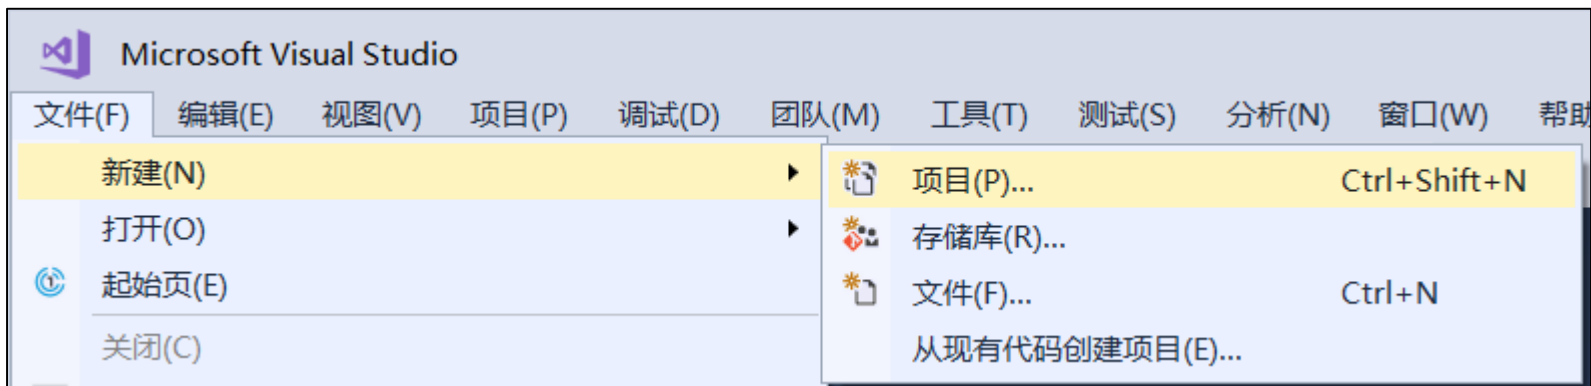 Microsoft Visual Studio
文件(F) 编辑(E) 视图(V) 项目(P) 调试(D) 团队(M) 工具(T) 测试(S) 分析(N) 窗口(W) 帮助
新建(N)
打开(O)
起始页(E)
关闭(C)
项目(P)... Ctrl+Shift+N
存储库(R)...
文件(F)... Ctrl+N
从现有代码创建项目(E)...